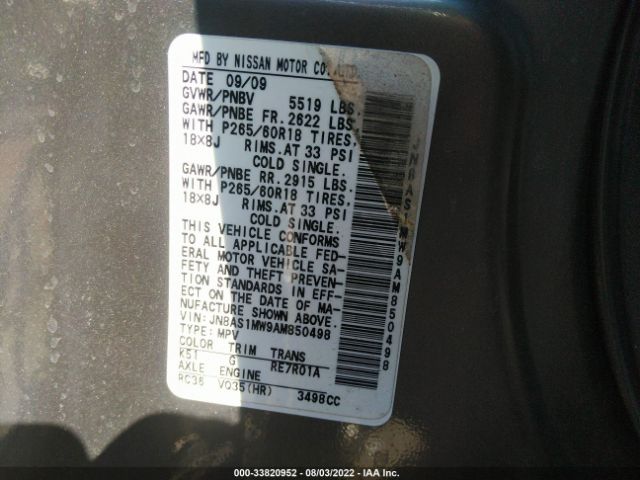 MFD BY NISSAN MOTOR CO.,LTD.
DATE 09/09
GVWR/PNBV 5519 LBS.
GAWR/PNBE FR.2622 LBS.
WITH P265/60R18 TIRES,
18X8J RIMS.AT 33 PSI
COLD SINGLE.
GAWR/PNBE RR.2915 LBS.
WITH P265/60R18 TIRES,
18X8J RIMS.AT 33 PSI
COLD SINGLE.
THIS VEHICLE CONFORMS
TO ALL APPLICABLE FED-
ERAL MOTOR VEHICLE SA-
FETY AND THEFT PREVEN-
TION STANDARDS IN EFF-
ECT ON THE DATE OF MA-
NUFACTURE SHOWN ABOVE.
VIN: JN8AS1MW9AM850498
TYPE: MPV
COLOR TRIM TRANS
K51 G RE7R01A
AXLE ENGINE
RC38 VQ35(HR) 3498CC
JN8AS1MW9AM850498
000-33820952 - 08/03/2022 - IAA Inc.